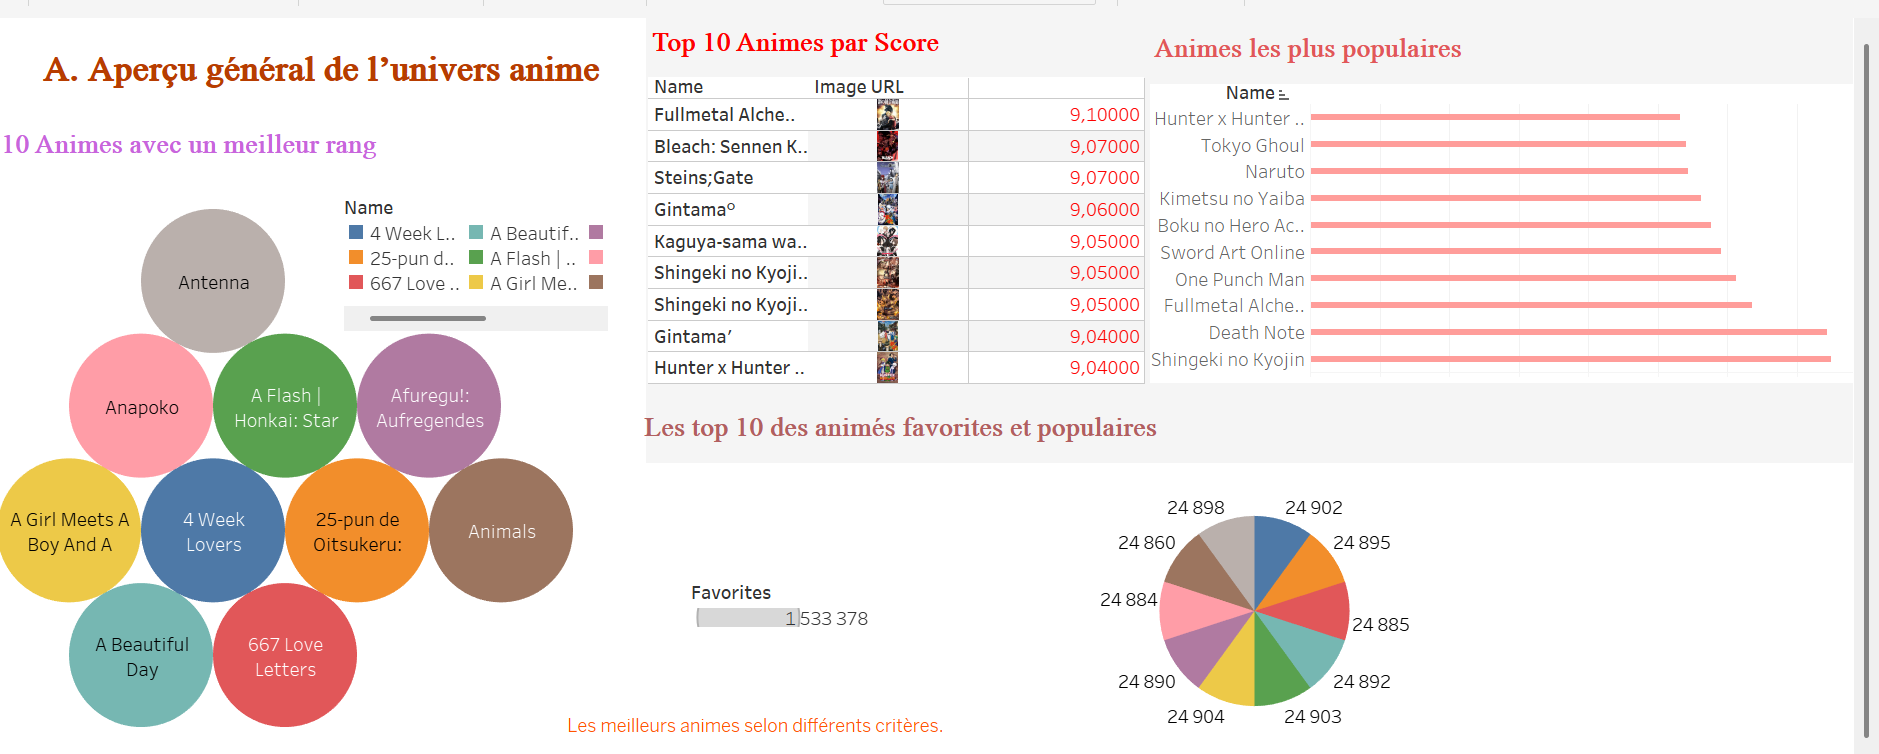 A. Aperçu général de l’univers anime
10 Animes avec un meilleur rang
Name
4 Week L..
A Beautif..
25-pun d..
A Flash | ..
667 Love ..
A Girl Me..
Antenna
Anapoko
A Flash |
Honkai: Star
Afuregu!:
Aufregendes
A Girl Meets A
Boy And A
4 Week
Lovers
25-pun de
Oitsukeru:
Animals
A Beautiful
Day
667 Love
Letters
Top 10 Animes par Score
Name Image URL
Fullmetal Alche.. 9,10000
Bleach: Sennen K.. 9,07000
Steins;Gate 9,07000
Gintama° 9,06000
Kaguya-sama wa.. 9,05000
Shingeki no Kyoji.. 9,05000
Shingeki no Kyoji.. 9,05000
Gintama’ 9,04000
Hunter x Hunter .. 9,04000
Animes les plus populaires
Name
Hunter x Hunter ..
Tokyo Ghoul
Naruto
Kimetsu no Yaiba
Boku no Hero Ac..
Sword Art Online
One Punch Man
Fullmetal Alche..
Death Note
Shingeki no Kyojin
Les top 10 des animés favorites et populaires
Favorites
1 533 378
24 898
24 902
24 860
24 895
24 884
24 885
24 890
24 892
24 904
24 903
Les meilleurs animes selon différents critères.